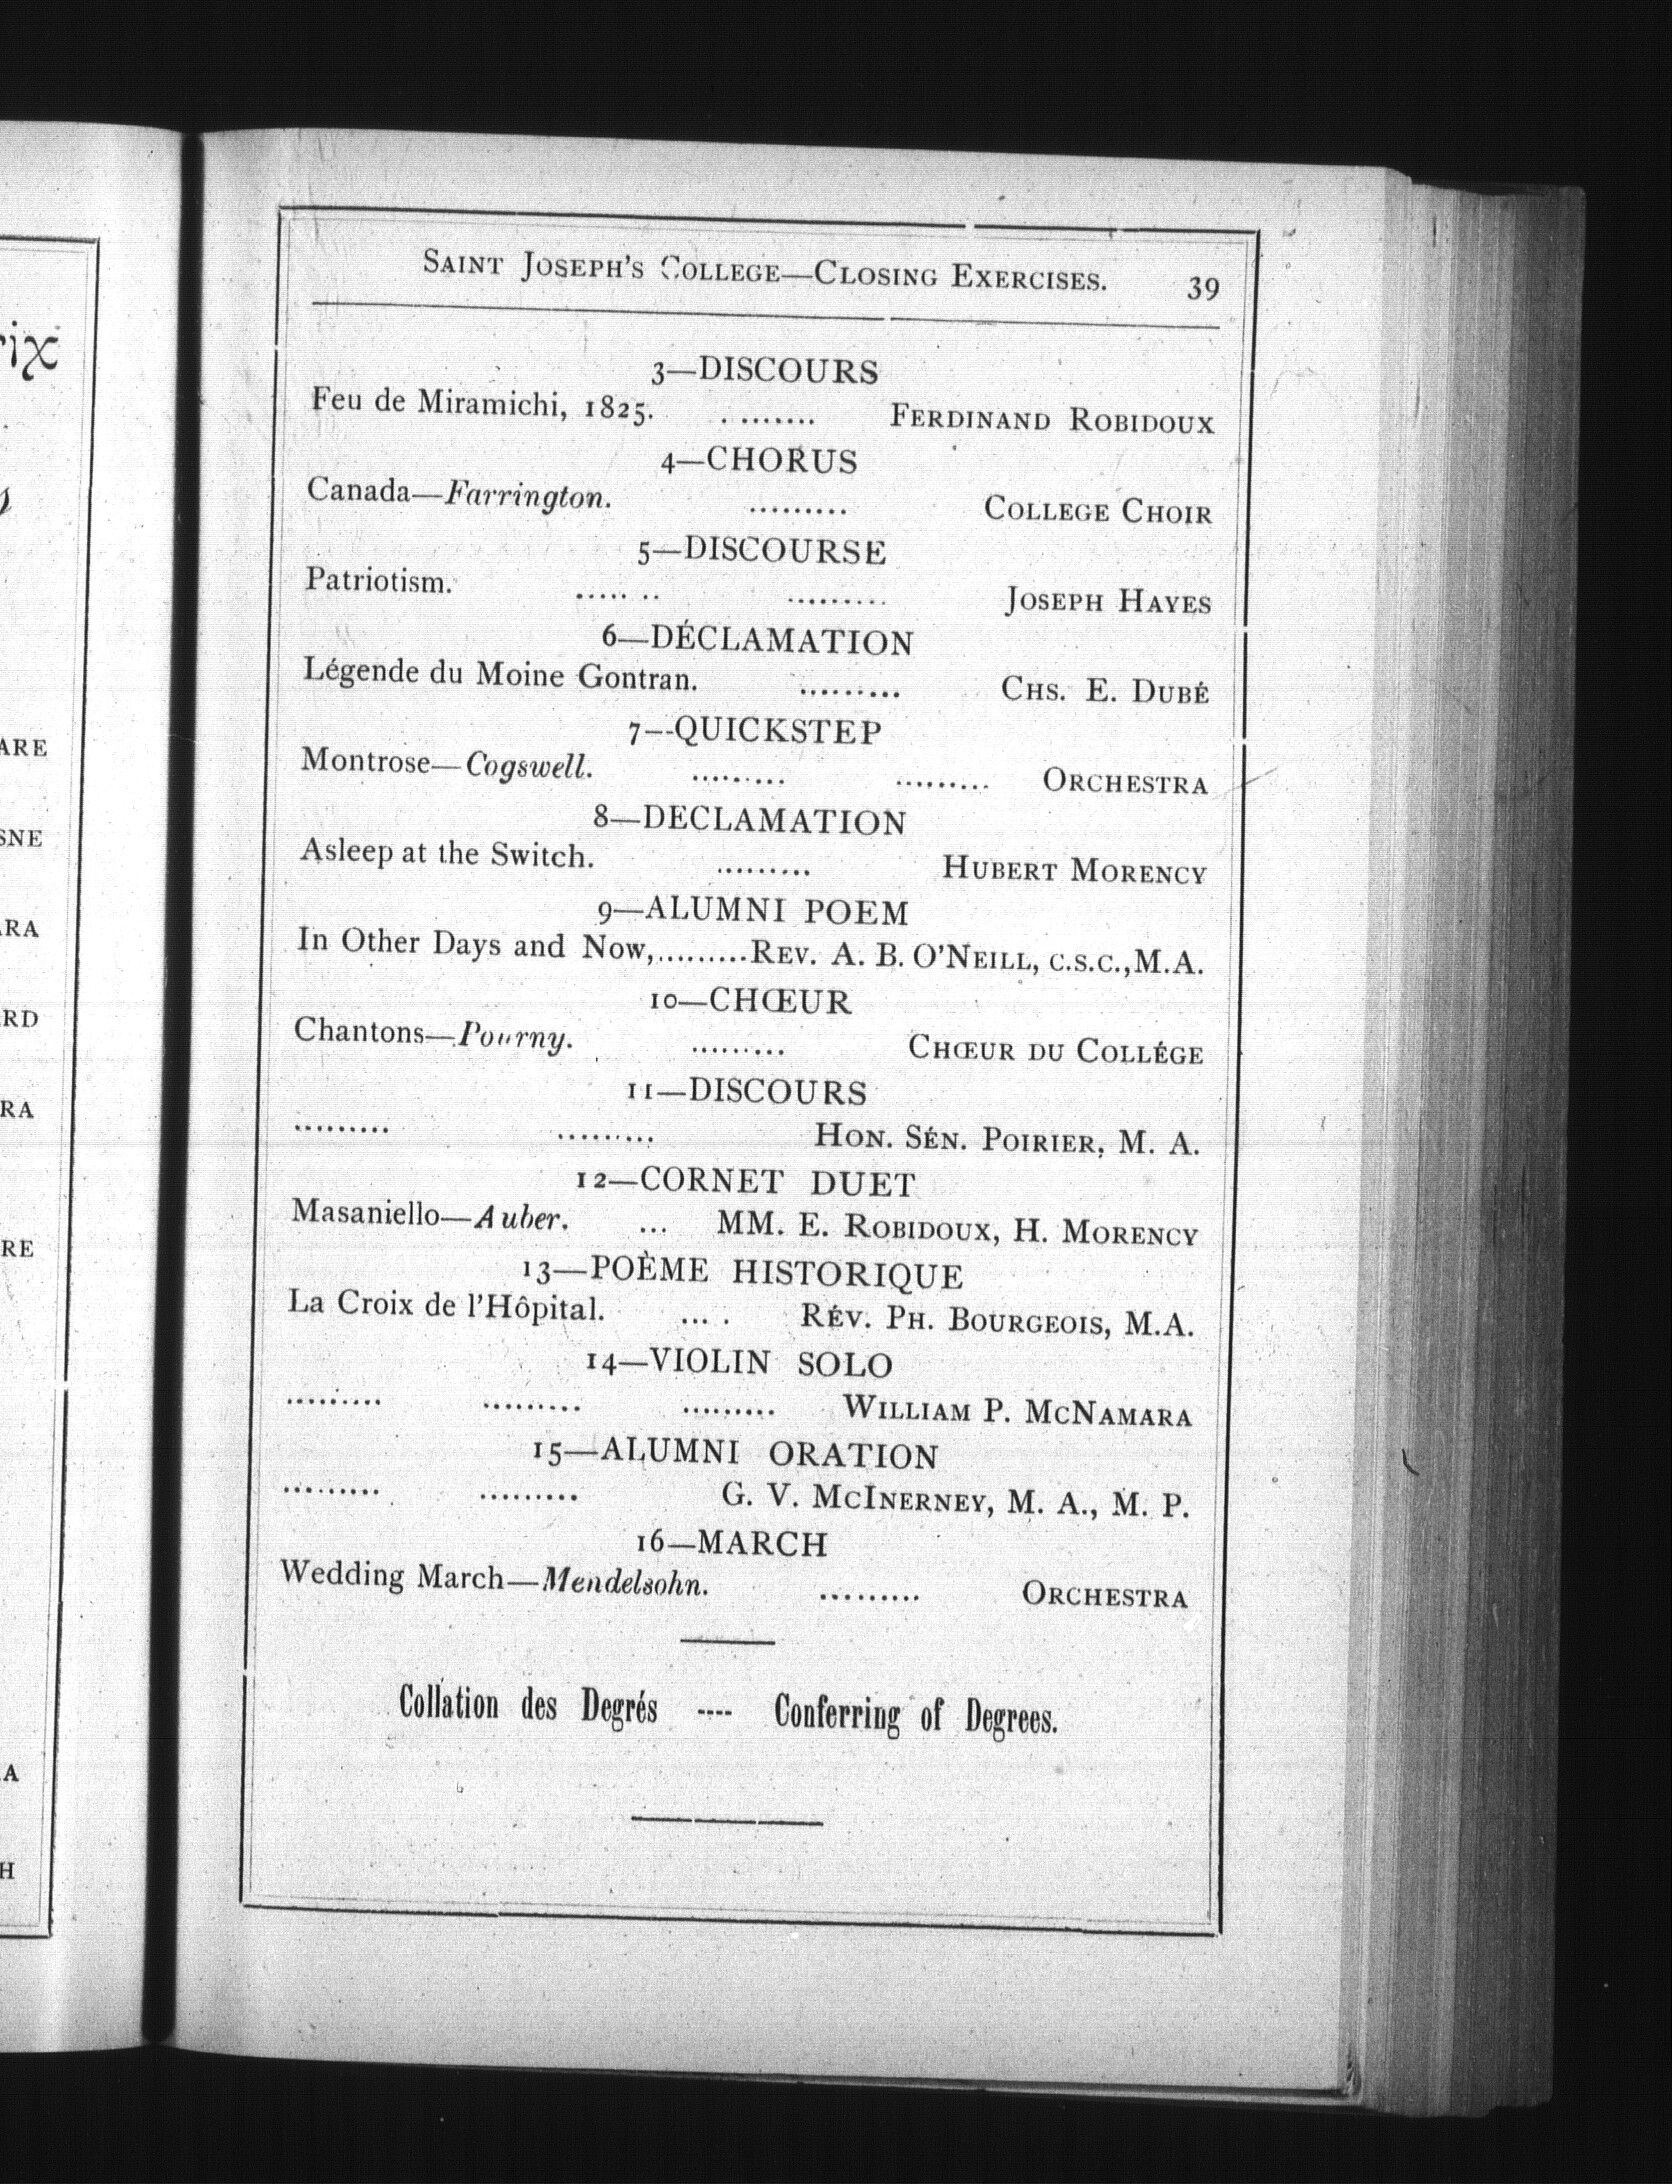 SAINT JOSEPH'S COLLEGE—CLOSING EXERCISES. 39
3—DISCOURS
Feu de Miramichi, 1825. . ........ FERDINAND ROBIDOUX
4—CHORUS
Canada—Farrington. ......... COLLEGE CHOIR
5—DISCOURSE
Patriotism. ..... .. ......... JOSEPH HAYES
6—DÉCLAMATION
Légende du Moine Gontran. ......... CHS. E. DUBÉ
7—QUICKSTEP
Montrose—Cogswell. ......... ......... ORCHESTRA
8—DECLAMATION
Asleep at the Switch. ......... HUBERT MORENCY
9—ALUMNI POEM
In Other Days and Now,.........REV. A. B. O'NEILL, C.S.C.,M.A.
10—CHŒUR
Chantons—Pourny. ......... CHŒUR DU COLLÉGE
11—DISCOURS
......... ......... HON. SÉN. POIRIER, M. A.
12—CORNET DUET
Masaniello—Auber. ... MM. E. ROBIDOUX, H. MORENCY
13—POÈME HISTORIQUE
La Croix de l'Hôpital. ... . RÉV. PH. BOURGEOIS, M.A.
14—VIOLIN SOLO
......... ......... ......... WILLIAM P. MCNAMARA
15—ALUMNI ORATION
......... ......... G. V. MCINERNEY, M. A., M. P.
16—MARCH
Wedding March—Mendelsohn. ......... ORCHESTRA
Collation des Degrés ---- Conferring of Degrees.